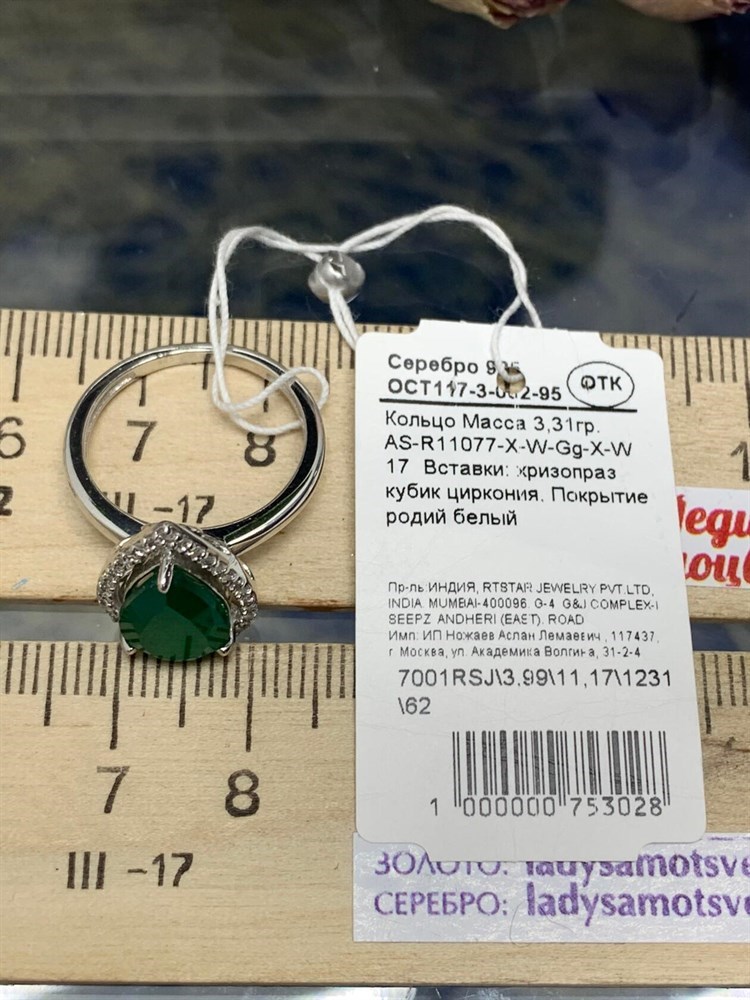 Серебро 925
ОТК
ОСТ117-3-002-95
Кольцо Масса 3,31гр.
AS-R11077-X-W-Gg-X-W
17 Вставки: хризопраз
кубик циркония. Покрытие
родий белый
Пр-ль ИНДИЯ, RTSTAR JEWELRY PVT.LTD,
INDIA. MUMBAI-400096. G-4 G&J COMPLEX-I
SEEPZ ANDHERI (EAST). ROAD
Имп: ИП Ножаев Аслан Лемаевич, 117437,
г Москва, ул. Академика Волгина, 31-2-4
7001RSJ\3,99\11,17\1231
\62
1 000000 753028
6 7 8
III -17
7 8
III -17
ЗОЛОТО: ladysamotsve
СЕРЕБРО: ladysamotsve